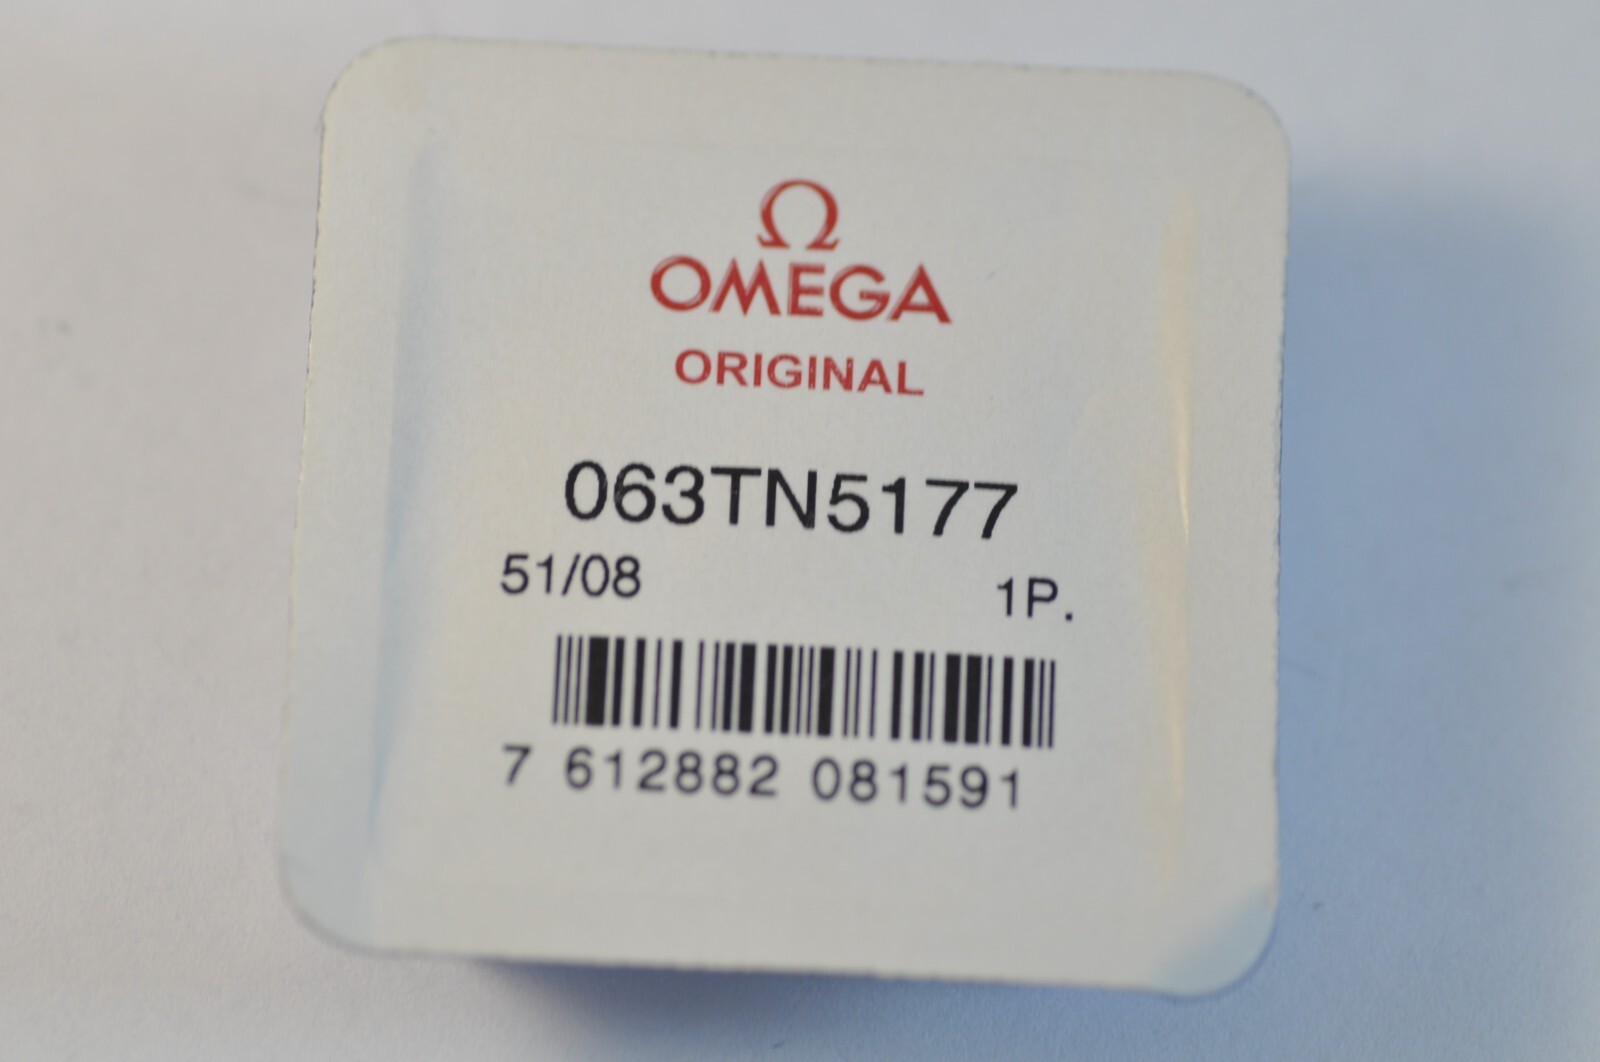 Ω
OMEGA
ORIGINAL
063TN5177
51/08 1P.
7 612882 081591